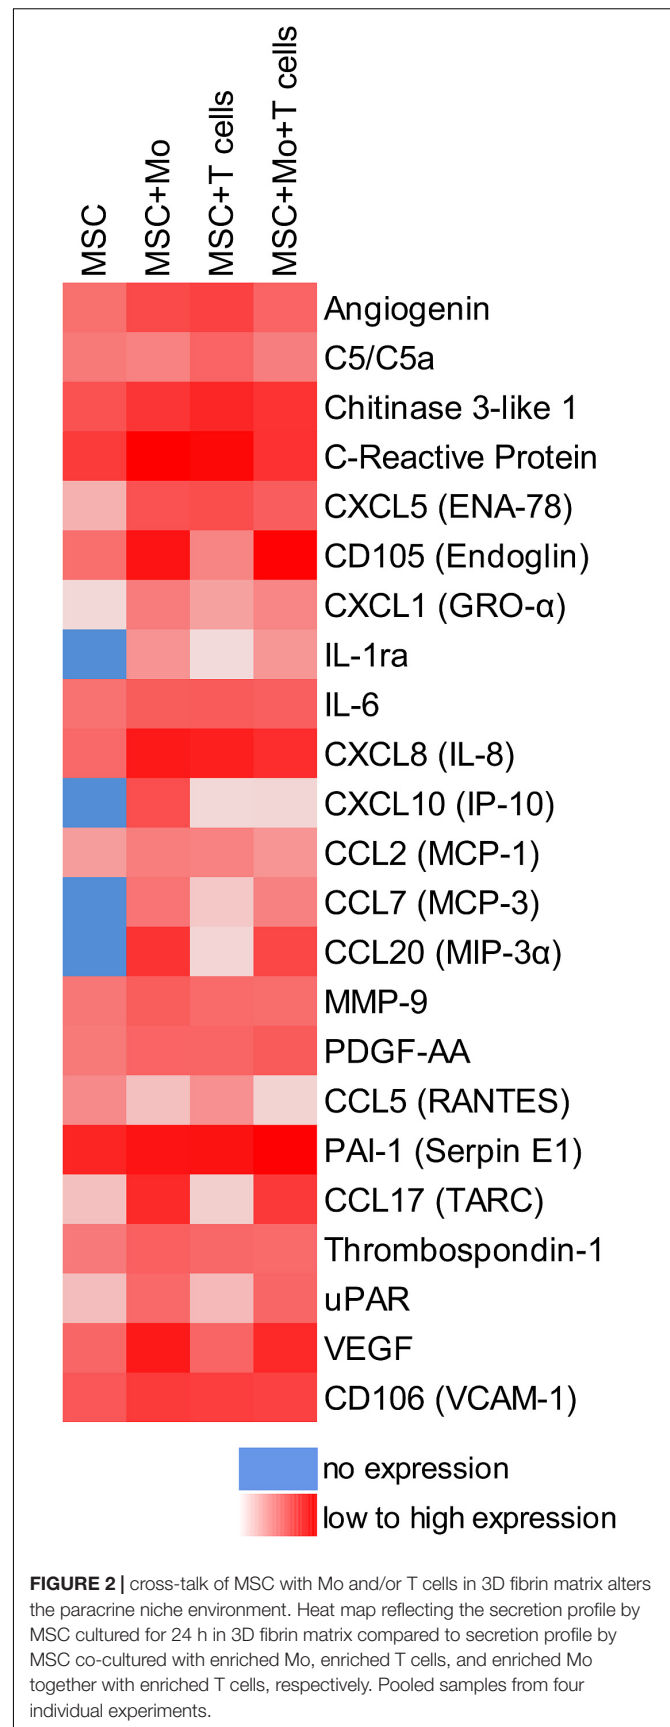 MSC
MSC+Mo
MSC+T cells
MSC+Mo+T cells
Angiogenin
C5/C5a
Chitinase 3-like 1
C-Reactive Protein
CXCL5 (ENA-78)
CD105 (Endoglin)
CXCL1 (GRO-α)
IL-1ra
IL-6
CXCL8 (IL-8)
CXCL10 (IP-10)
CCL2 (MCP-1)
CCL7 (MCP-3)
CCL20 (MIP-3α)
MMP-9
PDGF-AA
CCL5 (RANTES)
PAI-1 (Serpin E1)
CCL17 (TARC)
Thrombospondin-1
uPAR
VEGF
CD106 (VCAM-1)
no expression
low to high expression
FIGURE 2 | cross-talk of MSC with Mo and/or T cells in 3D fibrin matrix alters
the paracrine niche environment. Heat map reflecting the secretion profile by
MSC cultured for 24 h in 3D fibrin matrix compared to secretion profile by
MSC co-cultured with enriched Mo, enriched T cells, and enriched Mo
together with enriched T cells, respectively. Pooled samples from four
individual experiments.